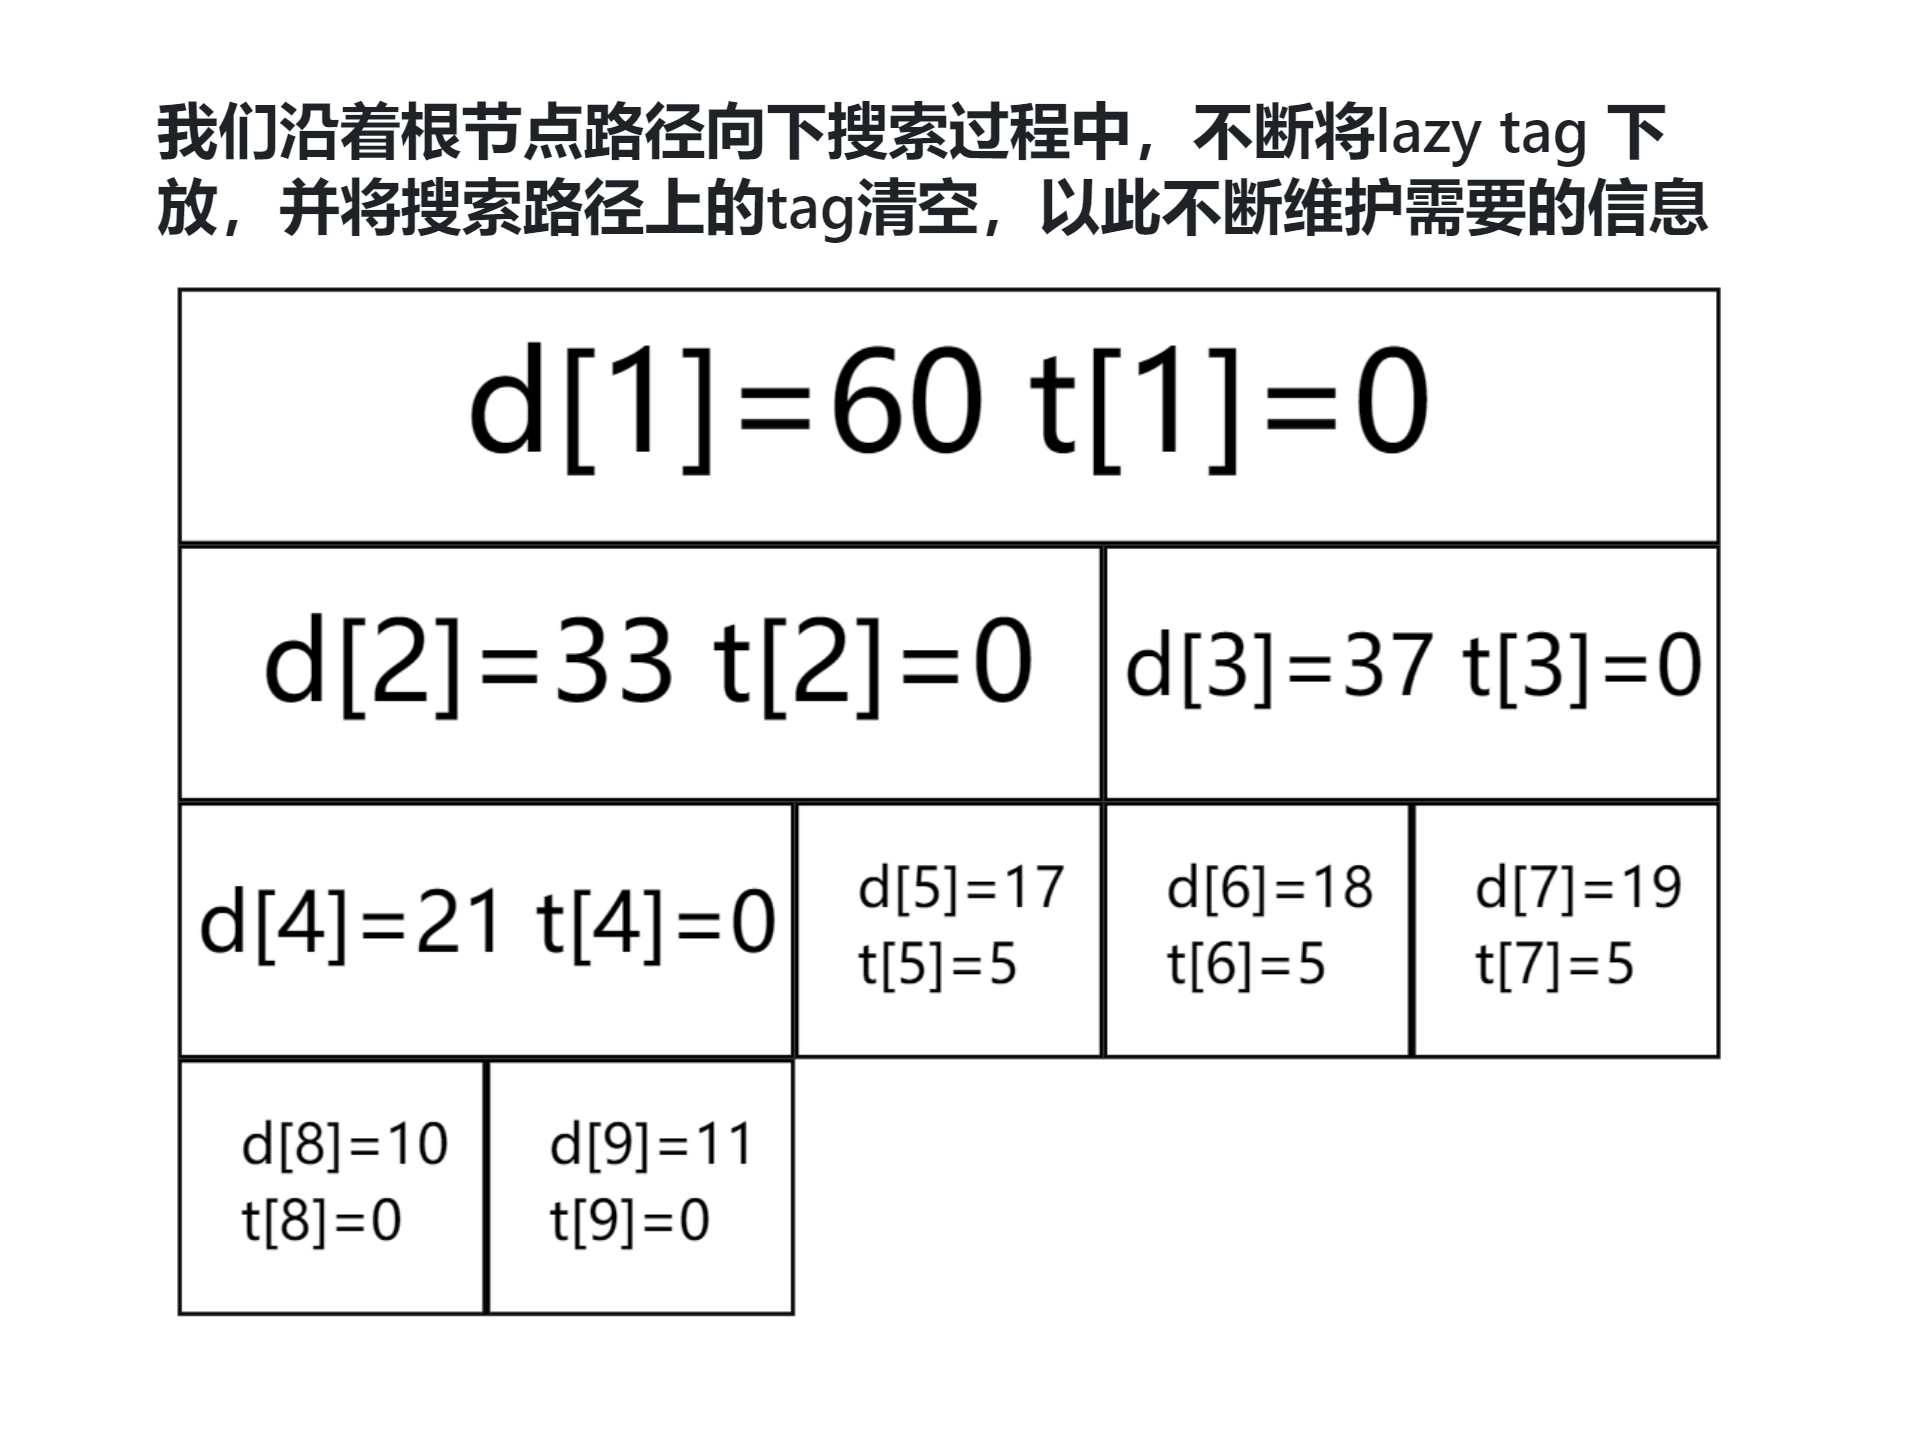 我们沿着根节点路径向下搜索过程中，不断将lazy tag 下
放，并将搜索路径上的tag清空，以此不断维护需要的信息
d[1]=60 t[1]=0
d[2]=33 t[2]=0
d[3]=37 t[3]=0
d[4]=21 t[4]=0
d[5]=17
t[5]=5
d[6]=18
t[6]=5
d[7]=19
t[7]=5
d[8]=10
t[8]=0
d[9]=11
t[9]=0